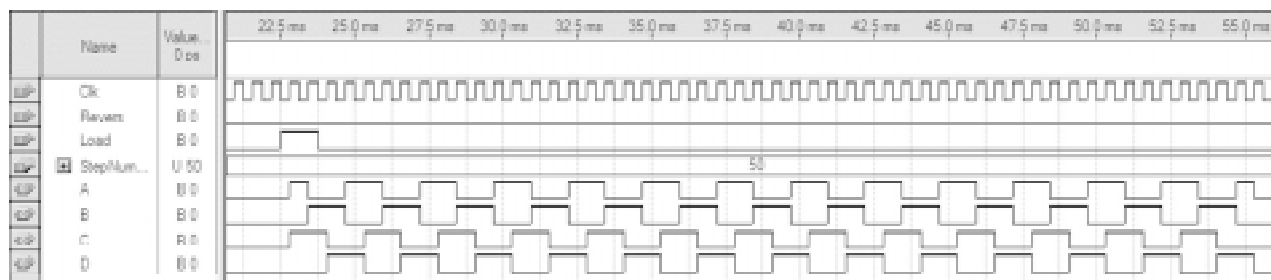 Name Value... 22.5 ms 25.0 ms 27.5 ms 30.0 ms 32.5 ms 35.0 ms 37.5 ms 40.0 ms 42.5 ms 45.0 ms 47.5 ms 50.0 ms 52.5 ms 55.0 ms
0 ps
Clk B 0
Revers B 0
Load B 0
StepNum... U 50 50
A B 0
B B 0
C B 0
D B 0